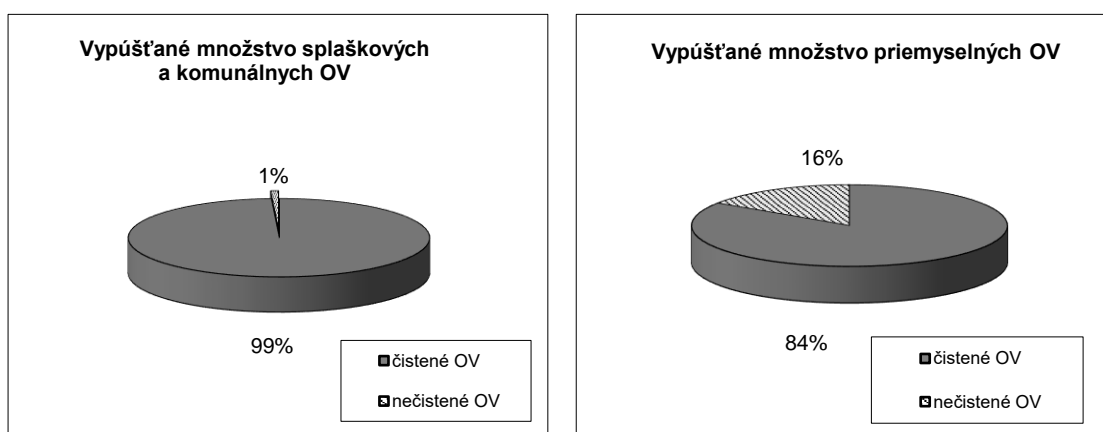 Vypúšťané množstvo splaškových
a komunálnych OV
1%
99%
čistené OV
nečistené OV
Vypúšťané množstvo priemyselných OV
16%
84%
čistené OV
nečistené OV